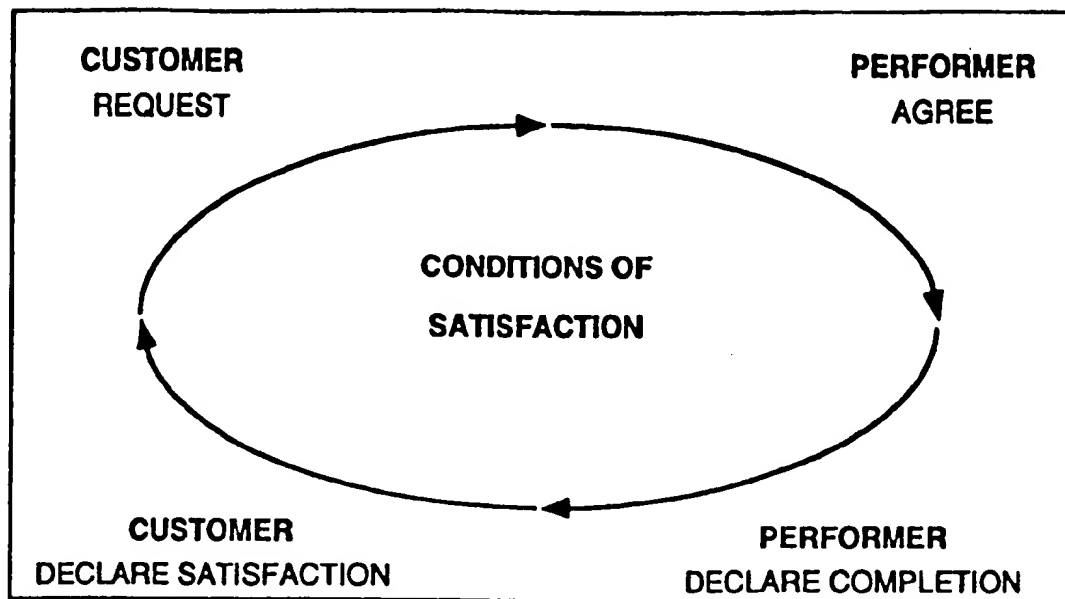 CUSTOMER
REQUEST
PERFORMER
AGREE
CONDITIONS OF
SATISFACTION
CUSTOMER
DECLARE SATISFACTION
PERFORMER
DECLARE COMPLETION